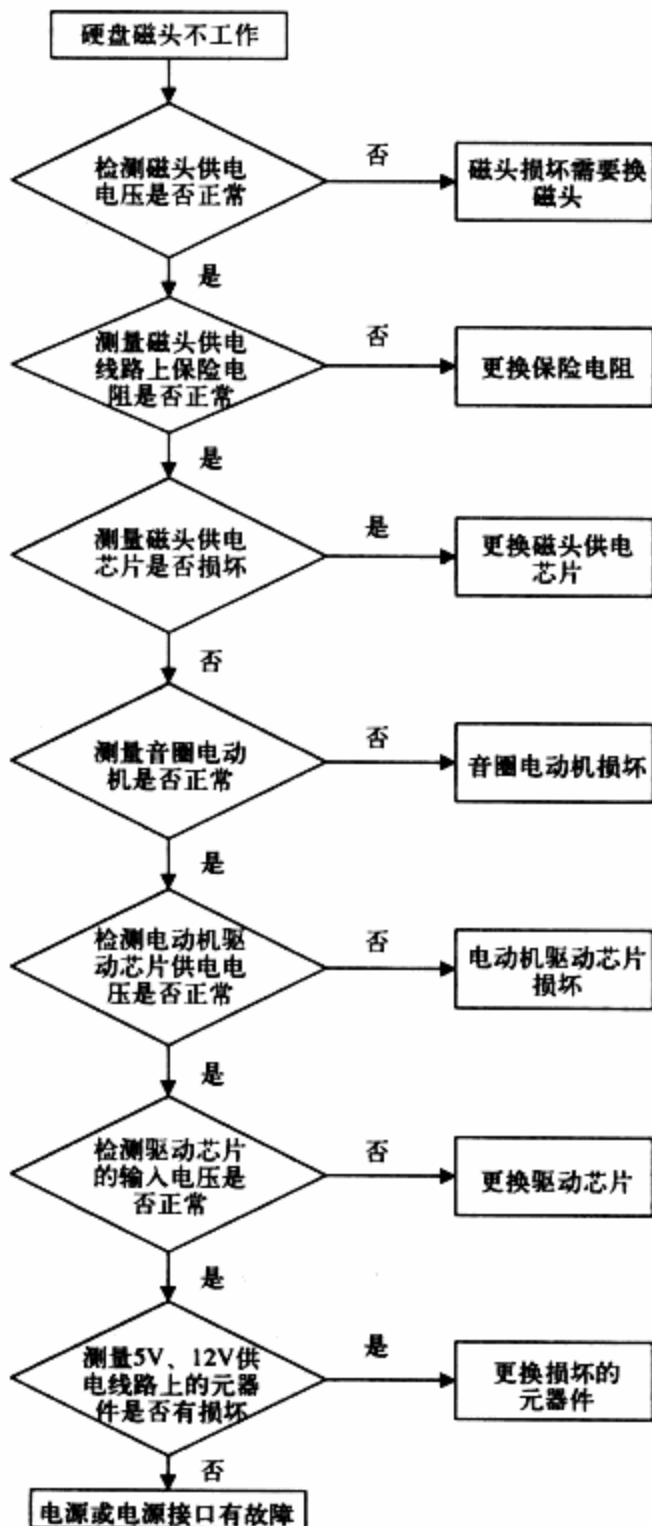 硬盘磁头不工作
检测磁头供电
电压是否正常
否
磁头损坏需要换
磁头
是
测量磁头供电
线路上保险电
阻是否正常
否
更换保险电阻
是
测量磁头供电
芯片是否损坏
是
更换磁头供电
芯片
否
测量音圈电动
机是否正常
否
音圈电动机损坏
是
检测电动机驱
动芯片供电电
压是否正常
否
电动机驱动芯片
损坏
是
检测驱动芯片
的输入电压是
否正常
否
更换驱动芯片
是
测量5V、12V供
电线路上的元器
件是否有损坏
是
更换损坏的
元器件
否
电源或电源接口有故障